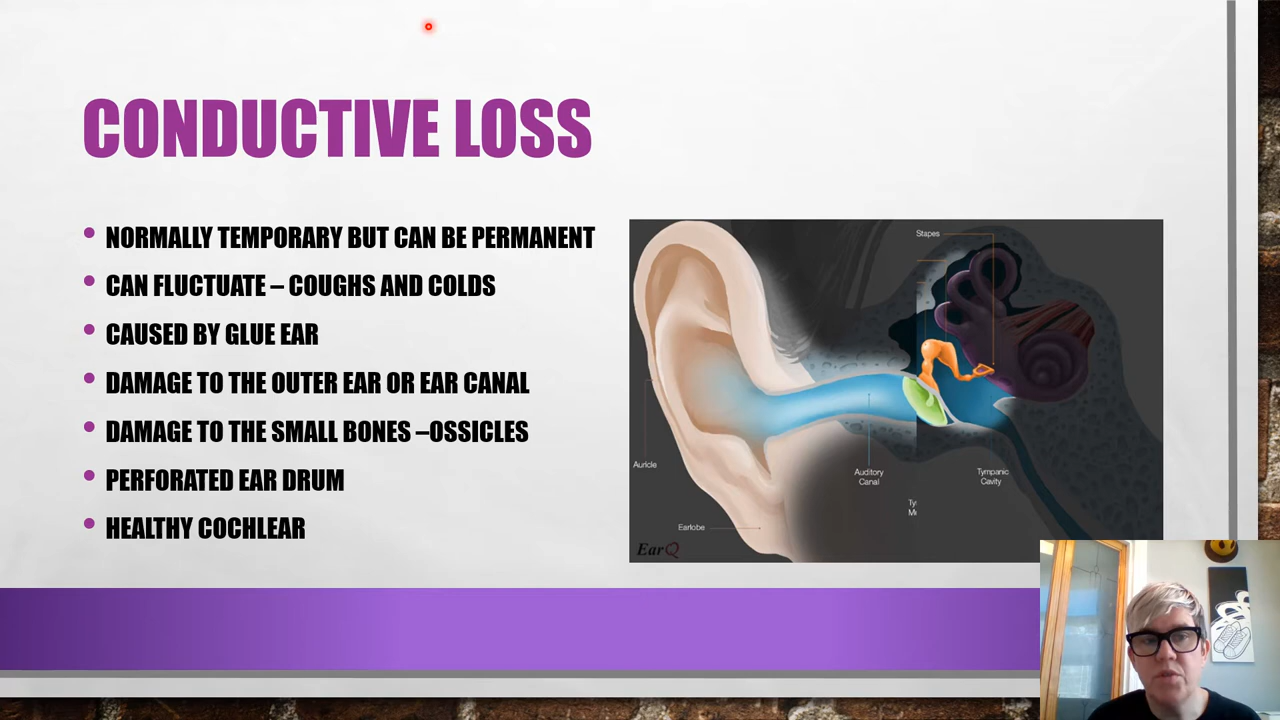 CONDUCTIVE LOSS
• NORMALLY TEMPORARY BUT CAN BE PERMANENT
• CAN FLUCTUATE – COUGHS AND COLDS
• CAUSED BY GLUE EAR
• DAMAGE TO THE OUTER EAR OR EAR CANAL
• DAMAGE TO THE SMALL BONES –OSSICLES
• PERFORATED EAR DRUM
• HEALTHY COCHLEAR
Stapes
Auricle
Auditory
Canal
Tympanic
Cavity
Ty
Earlobe
EarQ